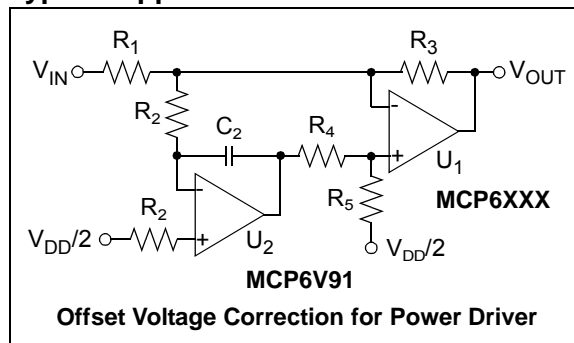 R1
R3
VIN
VOUT
R2
C2
R4
U1
R5
MCP6XXX
R2
VDD/2
U2
VDD/2
MCP6V91
Offset Voltage Correction for Power Driver